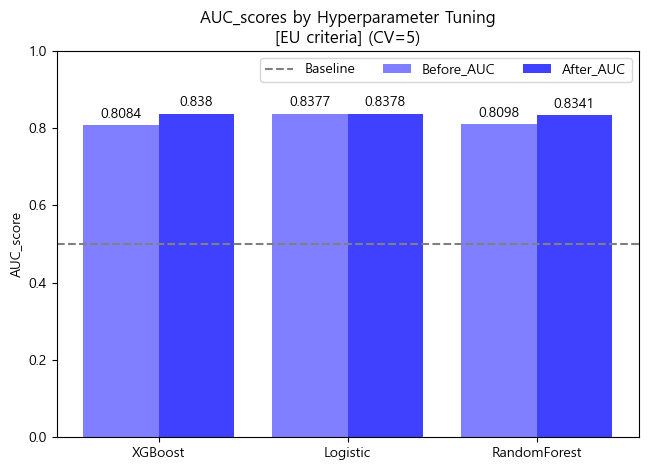 AUC_scores by Hyperparameter Tuning
[EU criteria] (CV=5)
Baseline Before_AUC After_AUC
1.0
0.8
0.6
0.4
0.2
0.0
AUC_score
0.8084 0.838 0.8377 0.8378 0.8098 0.8341
XGBoost Logistic RandomForest